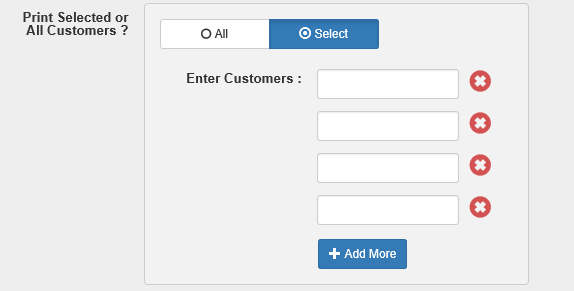 Print Selected or
All Customers ?
All
Select
Enter Customers :
Add More